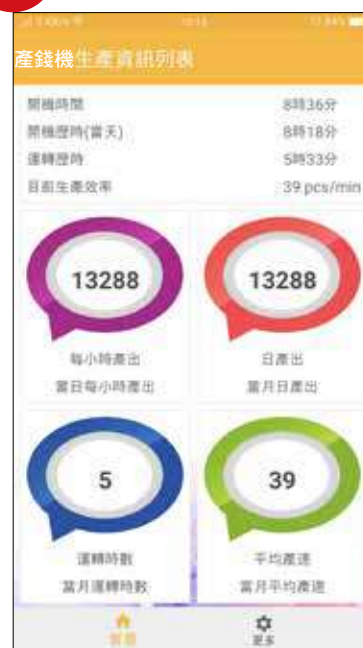 產錢機生產資訊列表
開機時間 8時36分
開機歷時(當天) 8時18分
運轉歷時 5時33分
目前生產效率 39 pcs/min
13288
每小時產出
當日每小時產出
13288
日產出
當月日產出
5
運轉時數
當月運轉時數
39
平均產速
當月平均產速
更多